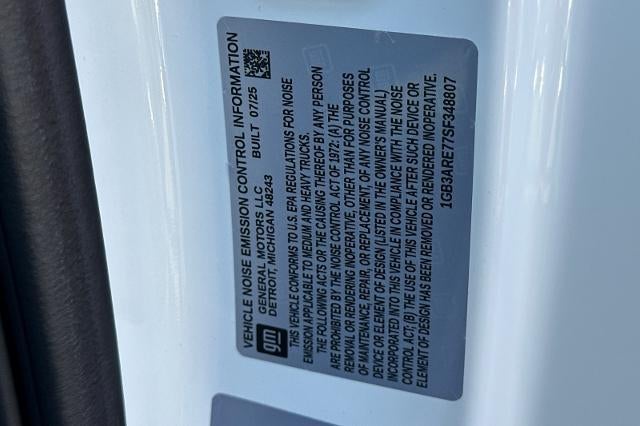 VEHICLE NOISE EMISSION CONTROL INFORMATION
gm
GENERAL MOTORS LLC
DETROIT, MICHIGAN 48243
BUILT 07/25
THIS VEHICLE CONFORMS TO U.S. EPA REGULATIONS FOR NOISE
EMISSION APPLICABLE TO MEDIUM AND HEAVY TRUCKS.
THE FOLLOWING ACTS OR THE CAUSING THEREOF BY ANY PERSON
ARE PROHIBITED BY THE NOISE CONTROL ACT OF 1972: (A) THE
REMOVAL OR RENDERING INOPERATIVE, OTHER THAN FOR PURPOSES
OF MAINTENANCE, REPAIR, OR REPLACEMENT, OF ANY NOISE CONTROL
DEVICE OR ELEMENT OF DESIGN (LISTED IN THE OWNER'S MANUAL)
INCORPORATED INTO THIS VEHICLE IN COMPLIANCE WITH THE NOISE
CONTROL ACT; (B) THE USE OF THIS VEHICLE AFTER SUCH DEVICE OR
ELEMENT OF DESIGN HAS BEEN REMOVED OR RENDERED INOPERATIVE.
1GB3ARE77SF348807